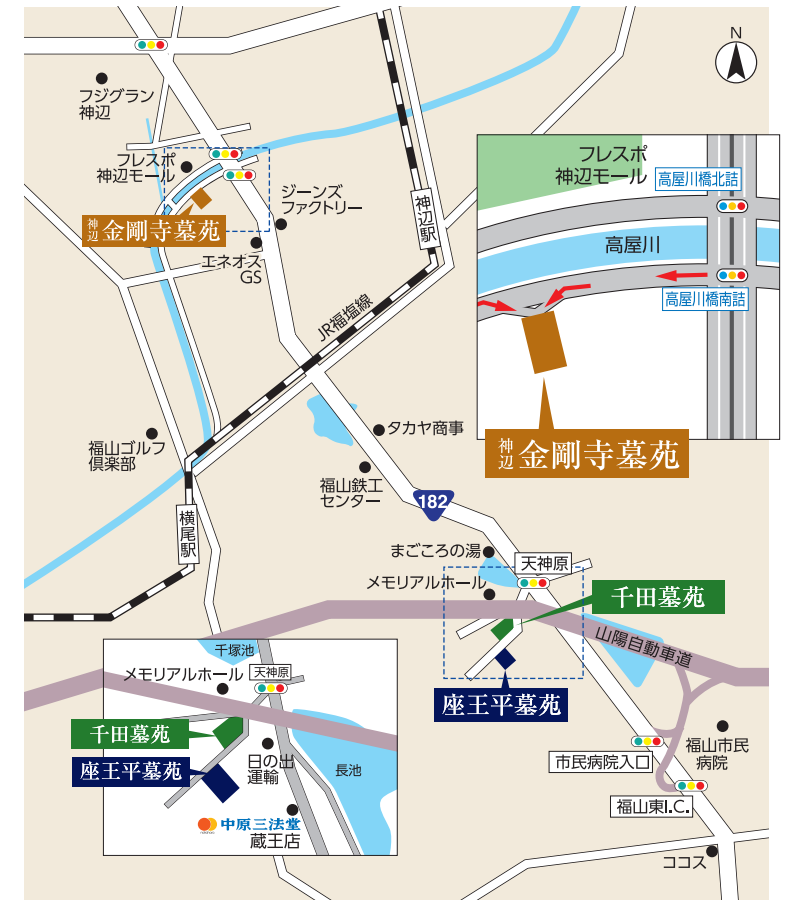 N
フジグラン
神辺
フレスポ
神辺モール
ジーンズ
ファクトリー
神辺 金剛寺墓苑
エネオス
GS
神辺駅
JR福塩線
フレスポ
神辺モール
高屋川橋北詰
高屋川
高屋川橋南詰
神辺 金剛寺墓苑
福山ゴルフ
倶楽部
タカヤ商事
福山鉄工
センター
182
横尾駅
まごころの湯
天神原
メモリアルホール
千田墓苑
山陽自動車道
座王平墓苑
市民病院入口
福山市民
病院
福山東I.C.
ココス
千塚池
メモリアルホール
天神原
千田墓苑
座王平墓苑
日の出
運輸
長池
中原三法堂
蔵王店